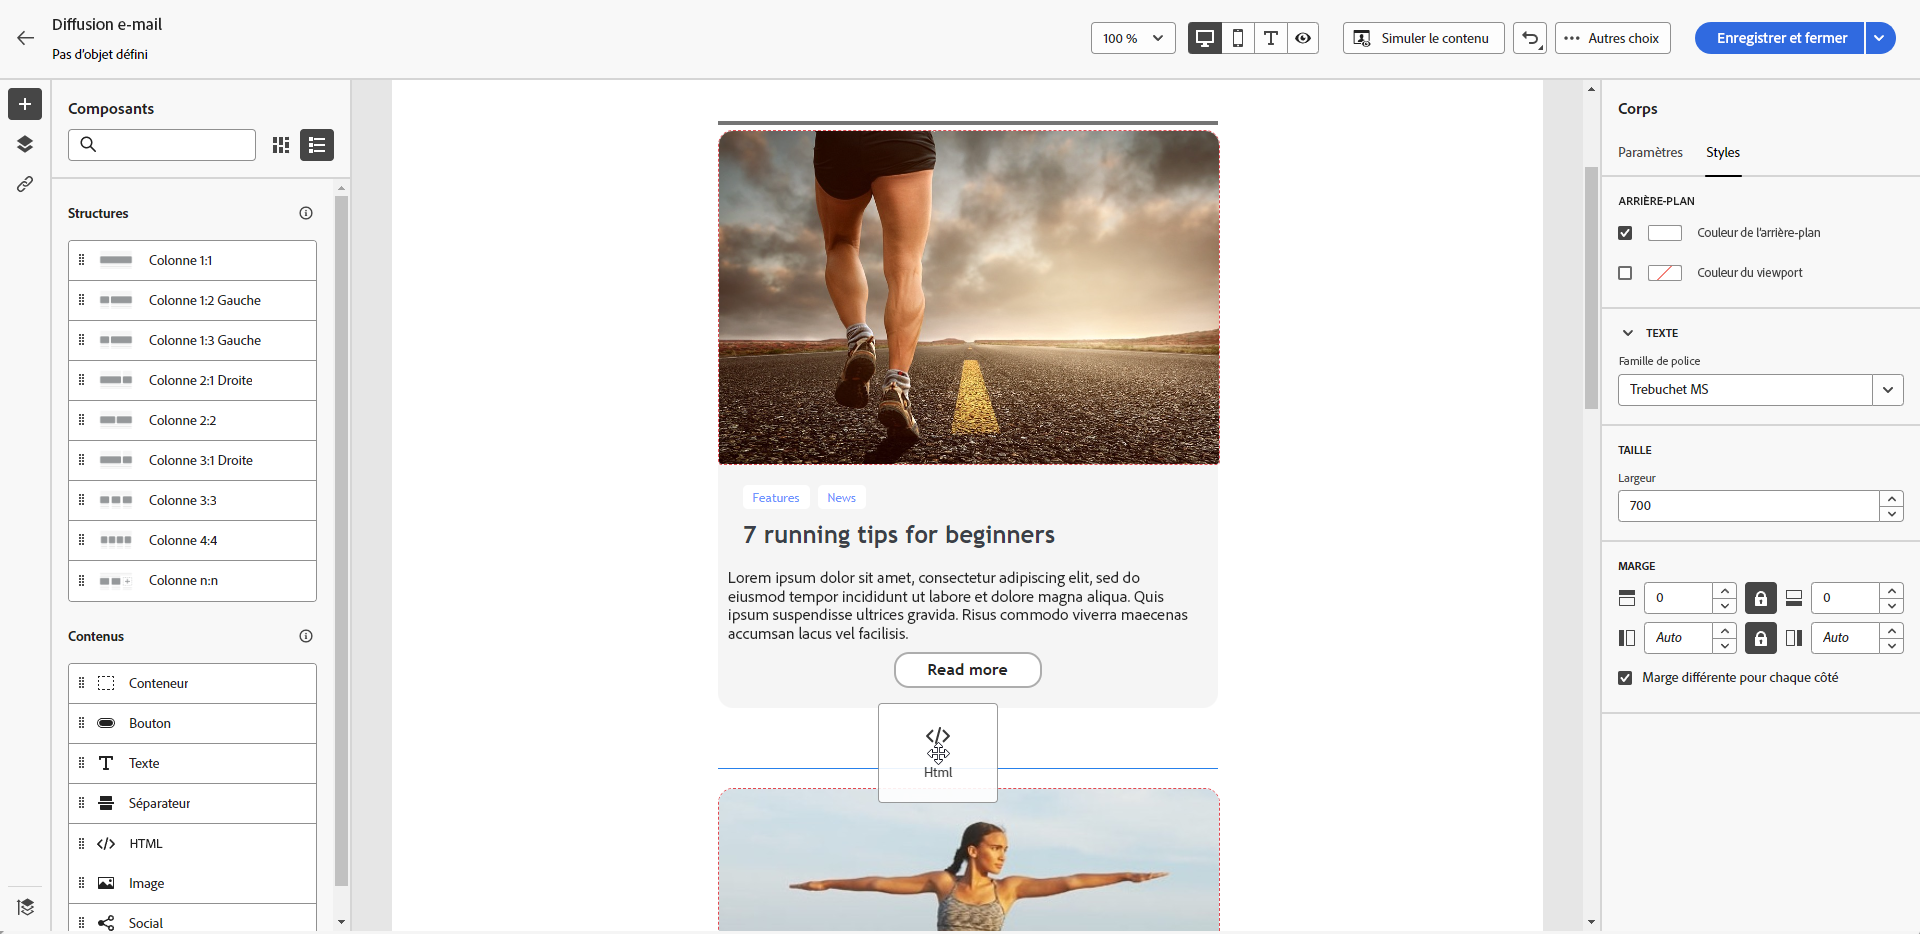 Diffusion e-mail
Pas d'objet défini
100 %
Simuler le contenu
Autres choix
Enregistrer et fermer
Composants
Structures
Colonne 1:1
Colonne 1:2 Gauche
Colonne 1:3 Gauche
Colonne 2:1 Droite
Colonne 2:2
Colonne 3:1 Droite
Colonne 3:3
Colonne 4:4
Colonne n:n
Contenus
Conteneur
Bouton
Texte
Séparateur
HTML
Image
Social
Features News
7 running tips for beginners
Lorem ipsum dolor sit amet, consectetur adipiscing elit, sed do
eiusmod tempor incididunt ut labore et dolore magna aliqua. Quis
ipsum suspendisse ultrices gravida. Risus commodo viverra maecenas
accumsan lacus vel facilisis.
Read more
Html
Corps
Paramètres Styles
ARRIÈRE-PLAN
Couleur de l'arrière-plan
Couleur du viewport
TEXTE
Famille de police
Trebuchet MS
TAILLE
Largeur
700
MARGE
0 0
Auto Auto
Marge différente pour chaque côté